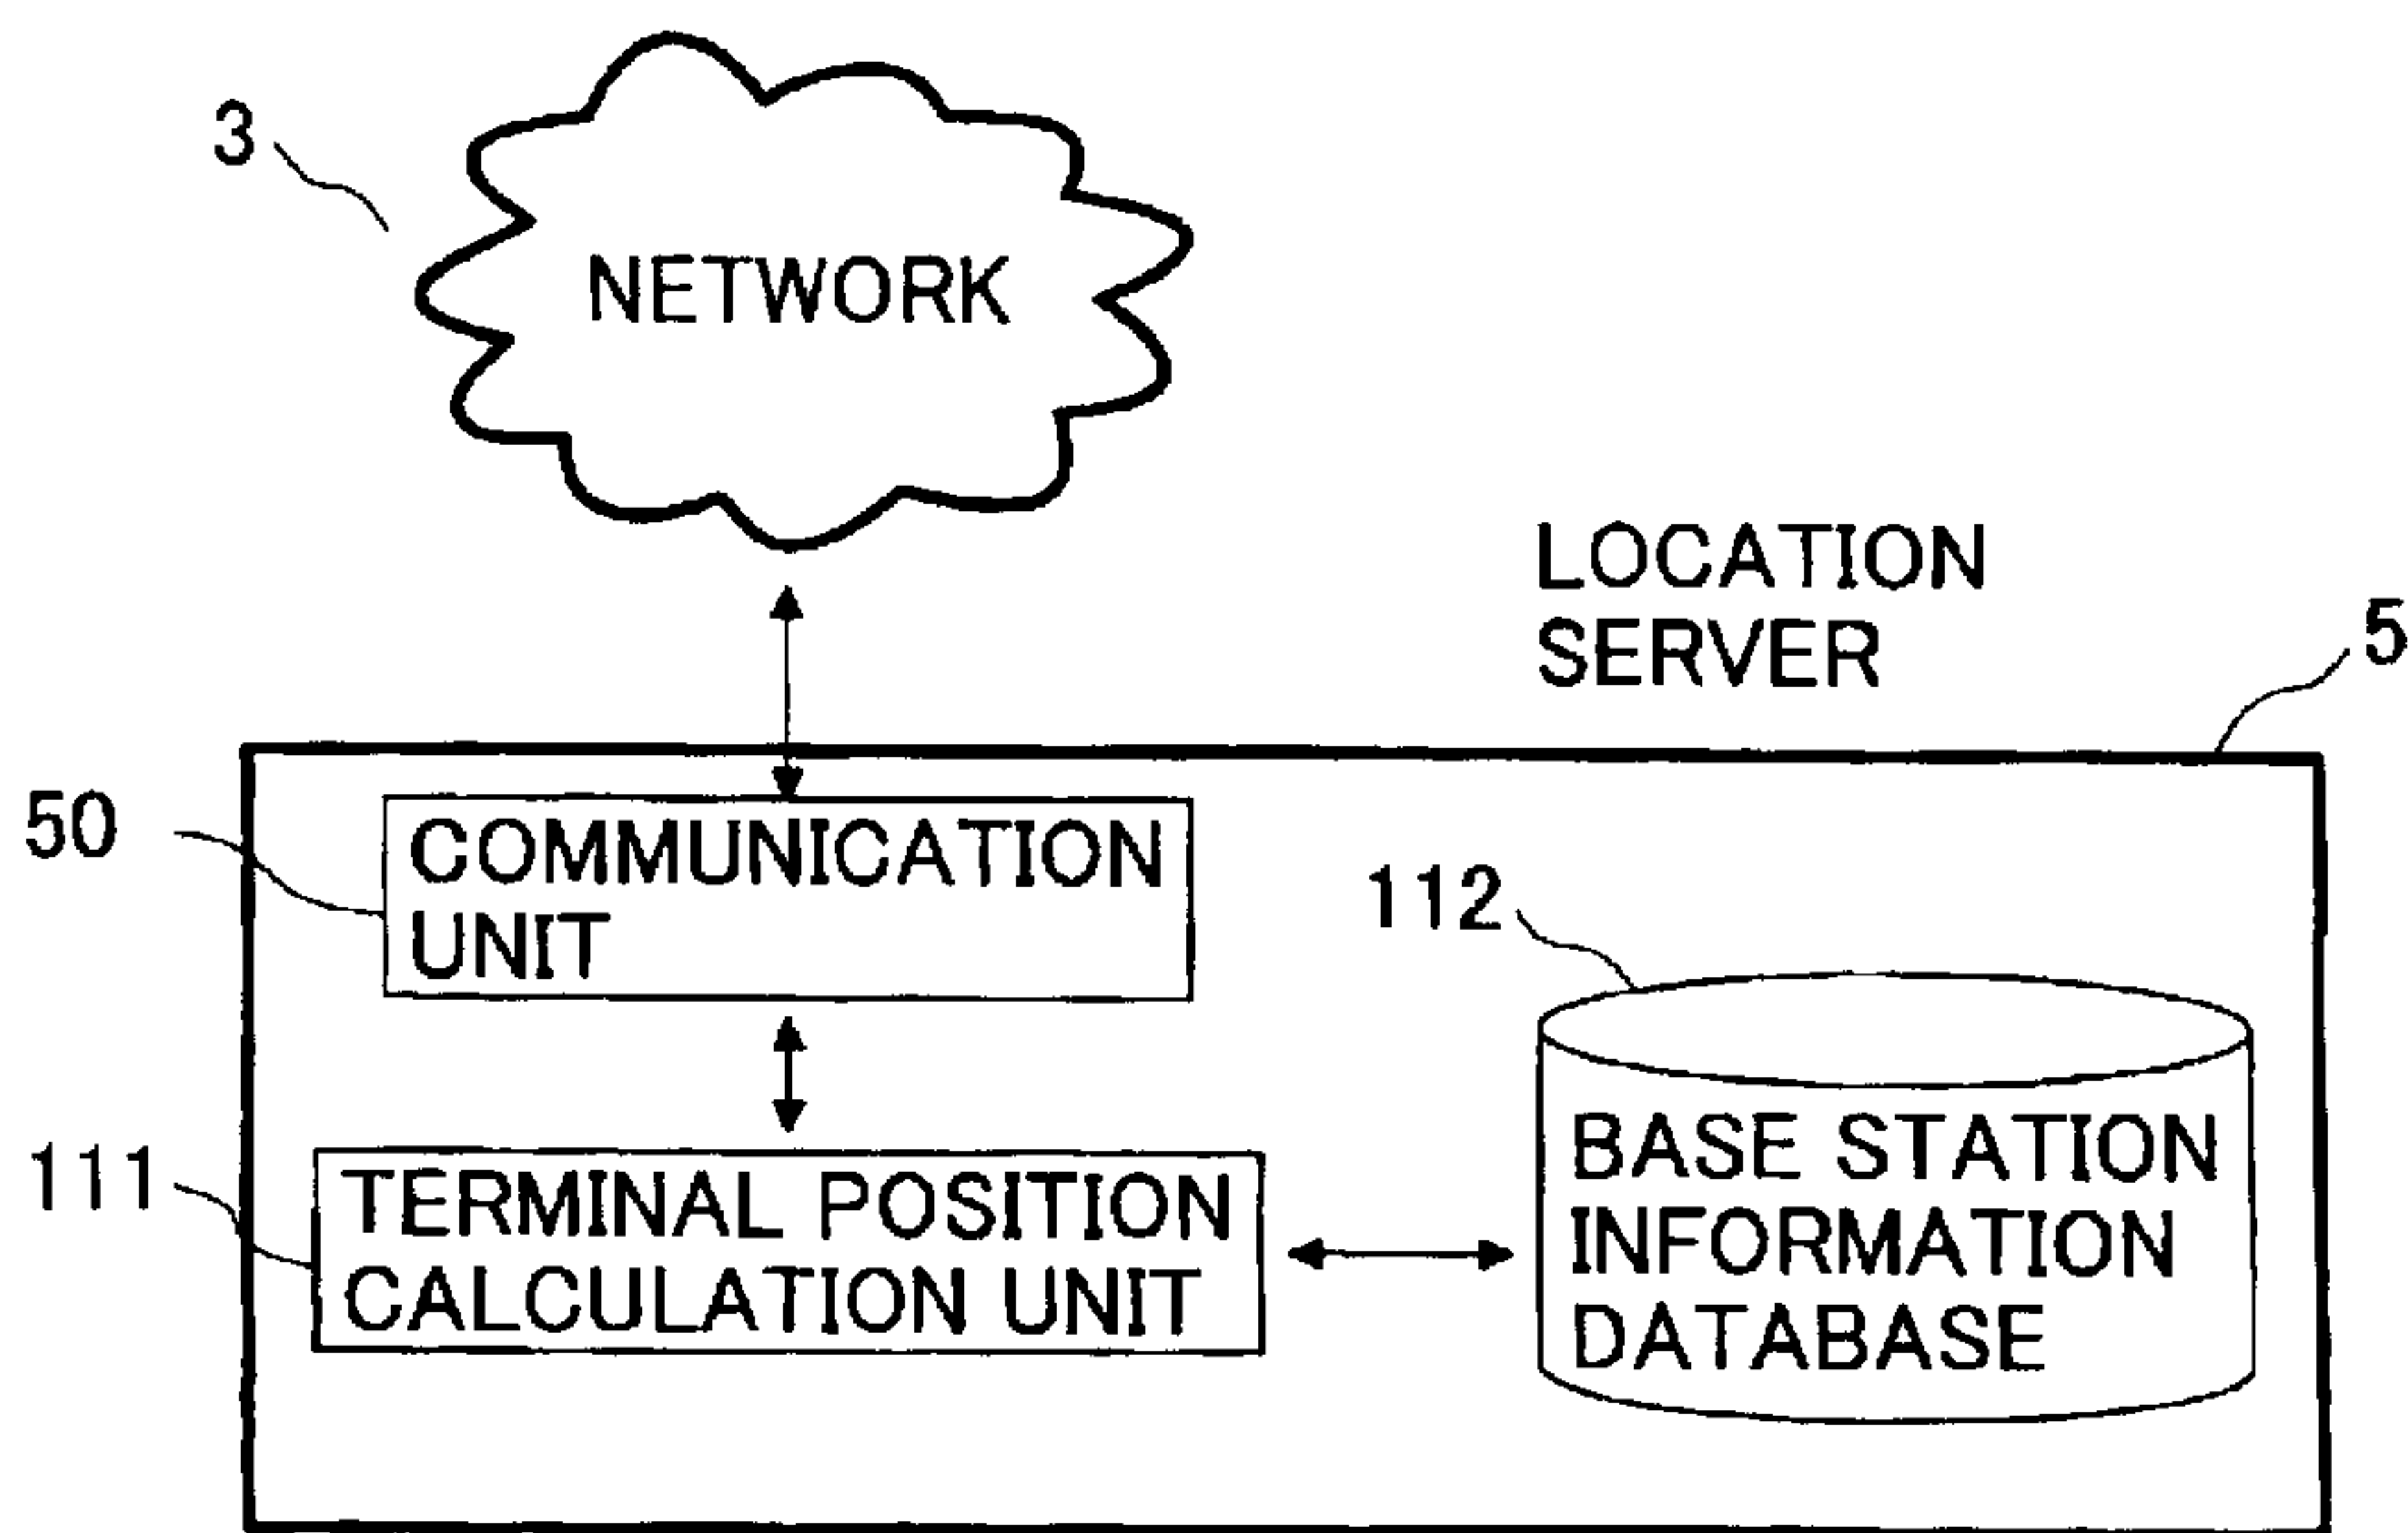 3
NETWORK
LOCATION
SERVER
5
50
COMMUNICATION
UNIT
112
111
TERMINAL POSITION
CALCULATION UNIT
BASE STATION
INFORMATION
DATABASE